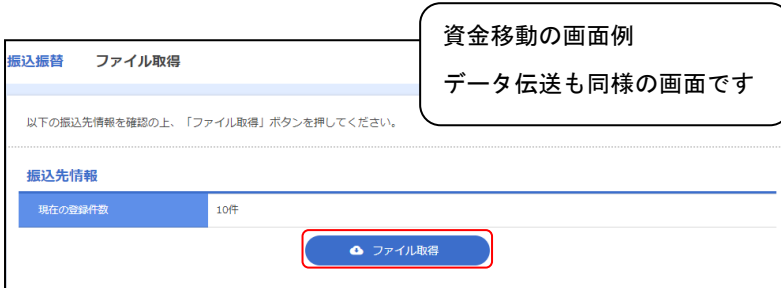 資金移動の画面例
データ伝送も同様の画面です
振込振替 ファイル取得
以下の振込先情報を確認の上、「ファイル取得」ボタンを押してください。
振込先情報
現在の登録件数 10件
ファイル取得